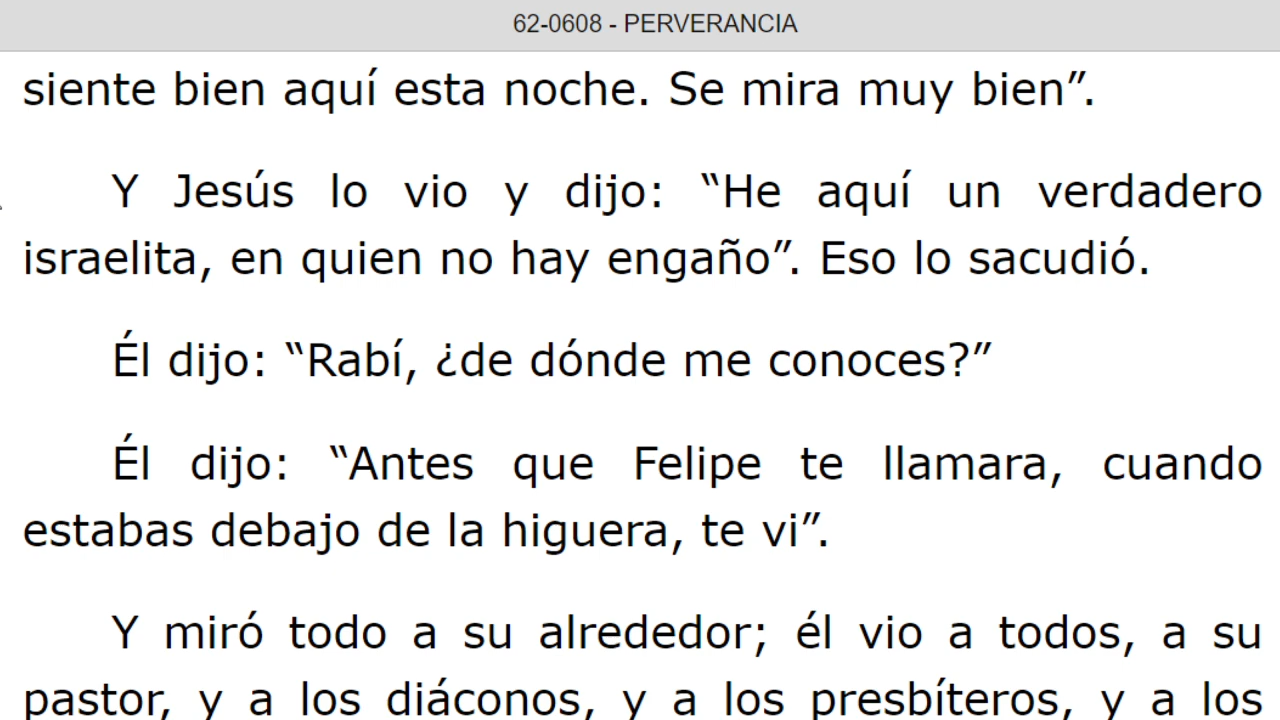 62-0608 - PERVERANCIA
siente bien aquí esta noche. Se mira muy bien”.
Y Jesús lo vio y dijo: “He aquí un verdadero
israelita, en quien no hay engaño”. Eso lo sacudió.
Él dijo: “Rabí, ¿de dónde me conoces?”
Él dijo: “Antes que Felipe te llamara, cuando
estabas debajo de la higuera, te vi”.
Y miró todo a su alrededor; él vio a todos, a su
pastor, y a los diáconos, y a los presbíteros, y a los